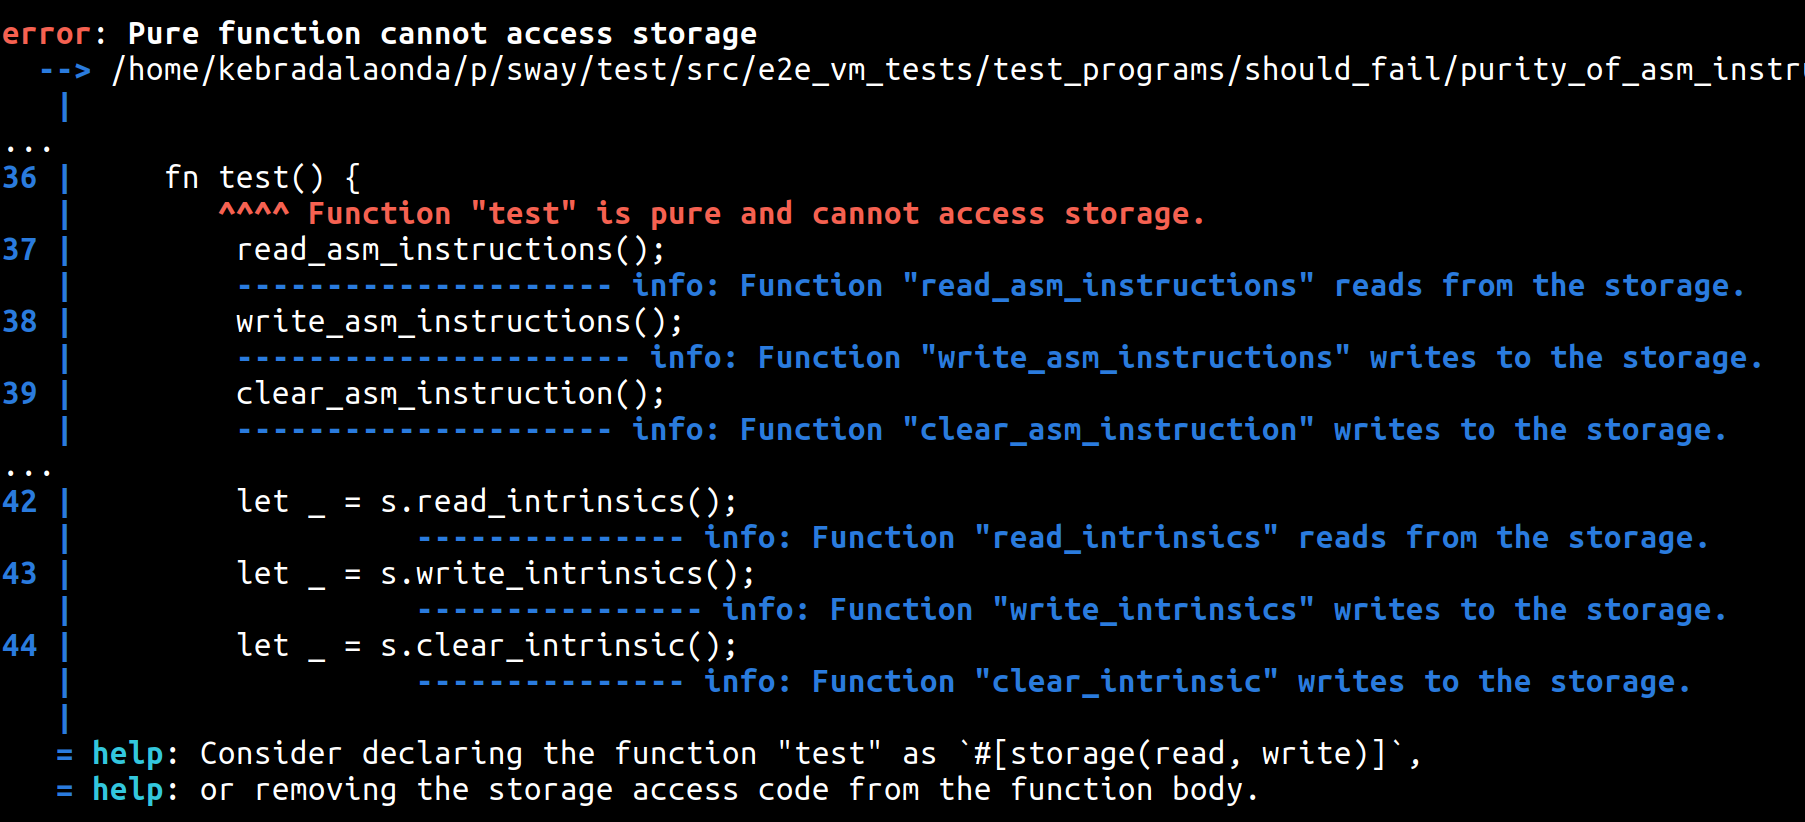 error: Pure function cannot access storage
  --> /home/kebradalaonda/p/sway/test/src/e2e_vm_tests/test_programs/should_fail/purity_of_asm_instr
   |
...
36 |     fn test() {
   |        ^^^^ Function "test" is pure and cannot access storage.
37 |         read_asm_instructions();
   |         --------------------- info: Function "read_asm_instructions" reads from the storage.
38 |         write_asm_instructions();
   |         ---------------------- info: Function "write_asm_instructions" writes to the storage.
39 |         clear_asm_instruction();
   |         --------------------- info: Function "clear_asm_instruction" writes to the storage.
...
42 |         let _ = s.read_intrinsics();
   |                   --------------- info: Function "read_intrinsics" reads from the storage.
43 |         let _ = s.write_intrinsics();
   |                   ---------------- info: Function "write_intrinsics" writes to the storage.
44 |         let _ = s.clear_intrinsic();
   |                   --------------- info: Function "clear_intrinsic" writes to the storage.
   |
   = help: Consider declaring the function "test" as `#[storage(read, write)]`,
   = help: or removing the storage access code from the function body.